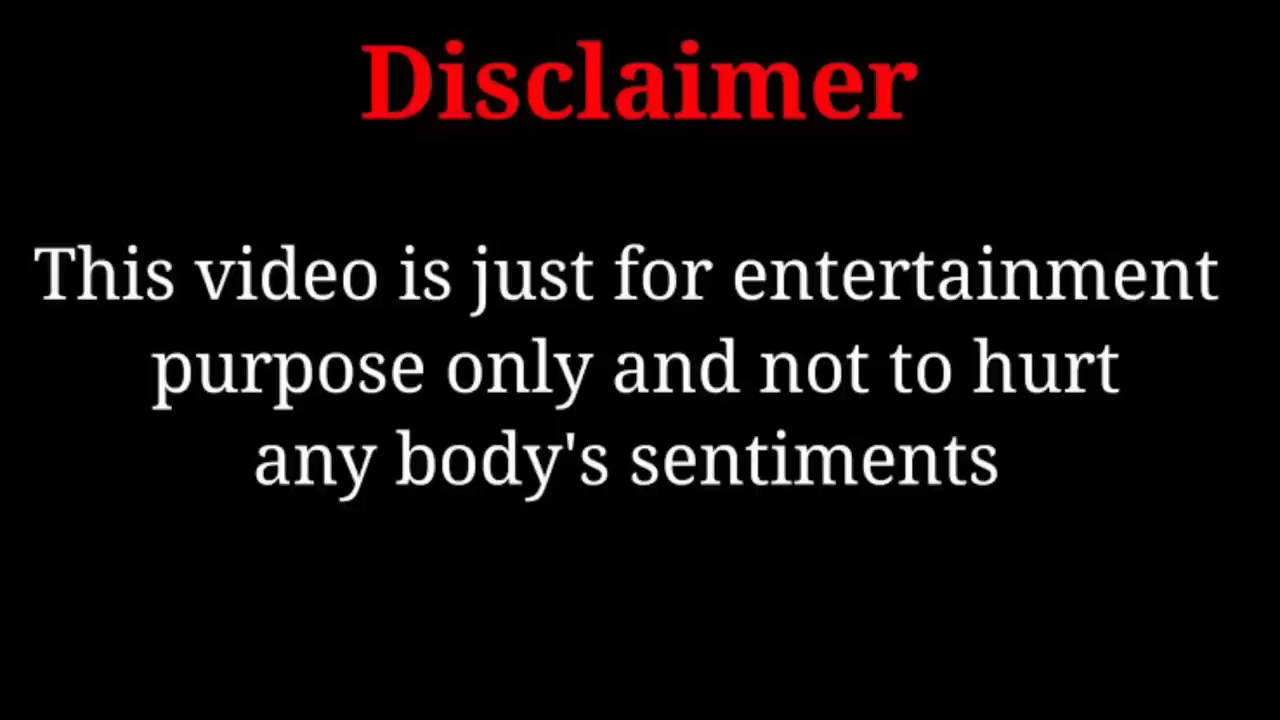 Disclaimer
This video is just for entertainment
purpose only and not to hurt
any body's sentiments